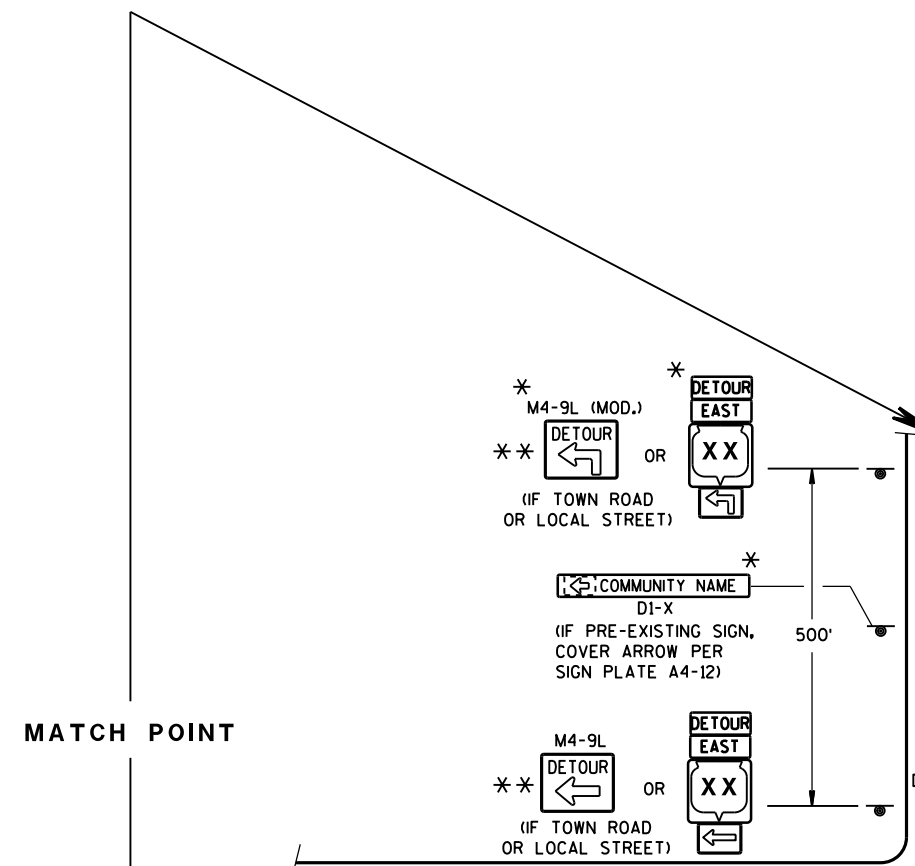 *
*
DETOUR
EAST
XX
M4-9L (MOD.)
**
DETOUR
OR
(IF TOWN ROAD
OR LOCAL STREET)
*
COMMUNITY NAME
D1-X
(IF PRE-EXISTING SIGN,
COVER ARROW PER
SIGN PLATE A4-12)
500'
MATCH POINT
DETOUR
EAST
XX
M4-9L
**
DETOUR
OR
(IF TOWN ROAD
OR LOCAL STREET)